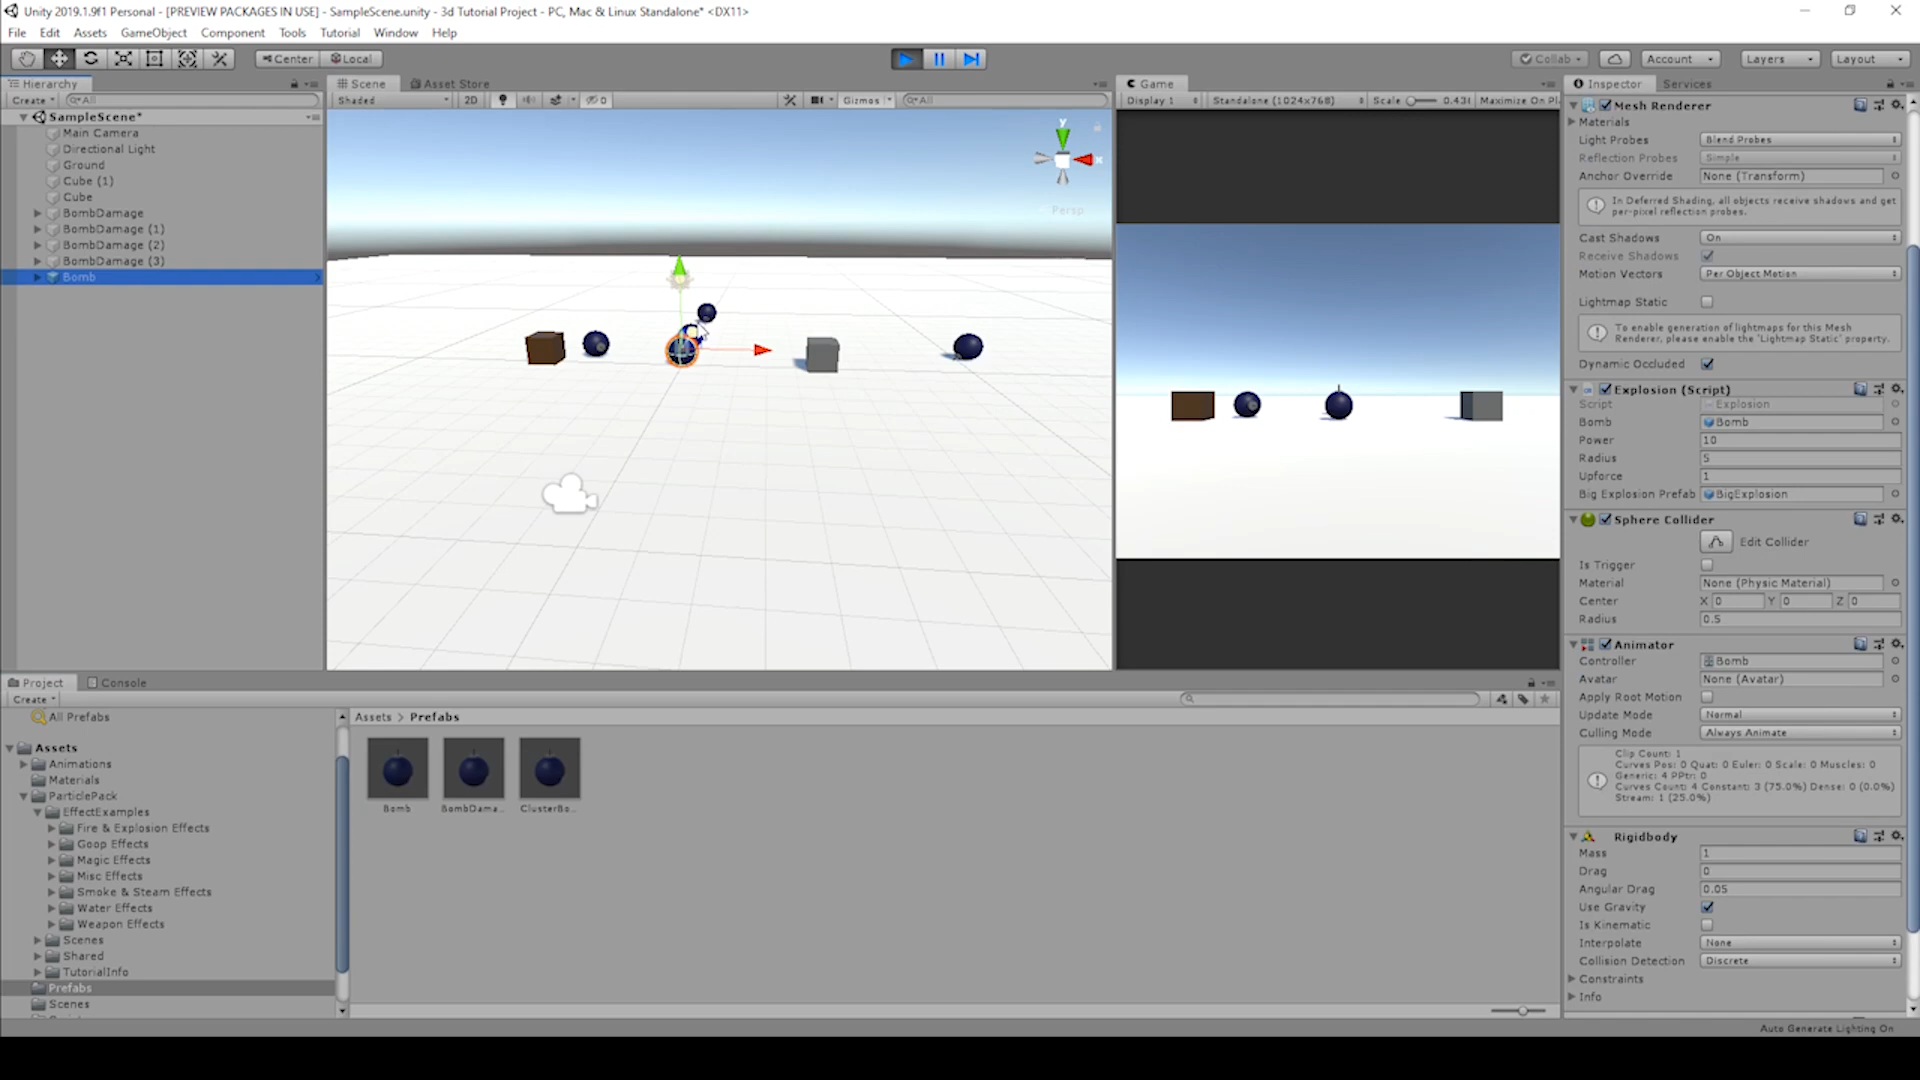 Unity 2019.1.9f1 Personal - [PREVIEW PACKAGES IN USE] - SampleScene.unity - 3d Tutorial Project - PC, Mac & Linux Standalone* <DX11>
File Edit Assets GameObject Component Tools Tutorial Window Help
Center Local Collab Account Layers Layout
Hierarchy
Create All
SampleScene*
Main Camera
Directional Light
Ground
Cube (1)
Cube
BombDamage
BombDamage (1)
BombDamage (2)
BombDamage (3)
Bomb
Scene Asset Store
Shaded 2D 0 Gizmos All
y
x
Persp
Game
Display 1 Standalone (1024x768) Scale 0.43 Maximize On Pl
Inspector Services
Mesh Renderer
Materials
Light Probes Blend Probes
Reflection Probes Simple
Anchor Override None (Transform)
In Deferred Shading, all objects receive shadows and get
per-pixel reflection probes.
Cast Shadows On
Receive Shadows
Motion Vectors Per Object Motion
Lightmap Static
To enable generation of lightmaps for this Mesh
Renderer, please enable the 'Lightmap Static' property.
Dynamic Occluded
Explosion (Script)
Script Explosion
Bomb Bomb
Power 10
Radius 5
Upforce 1
Big Explosion Prefab BigExplosion
Sphere Collider
Edit Collider
Is Trigger
Material None (Physic Material)
Center X 0 Y 0 Z 0
Radius 0.5
Animator
Controller Bomb
Avatar None (Avatar)
Apply Root Motion
Update Mode Normal
Culling Mode Always Animate
Clip Count: 1
Curves Pos: 0 Quat: 0 Euler: 0 Scale: 0 Muscles: 0
Generic: 4 PPtr: 0
Curves Count: 4 Constant: 3 (75.0%) Dense: 0 (0.0%)
Stream: 1 (25.0%)
Rigidbody
Mass 1
Drag 0
Angular Drag 0.05
Use Gravity
Is Kinematic
Interpolate None
Collision Detection Discrete
Constraints
Info
Project Console
Create
All Prefabs
Assets
Animations
Materials
ParticlePack
EffectExamples
Fire & Explosion Effects
Goop Effects
Magic Effects
Misc Effects
Smoke & Steam Effects
Water Effects
Weapon Effects
Scenes
Shared
TutorialInfo
Prefabs
Scenes
Assets > Prefabs
Bomb BombDama... ClusterBo...
Auto Generate Lighting On